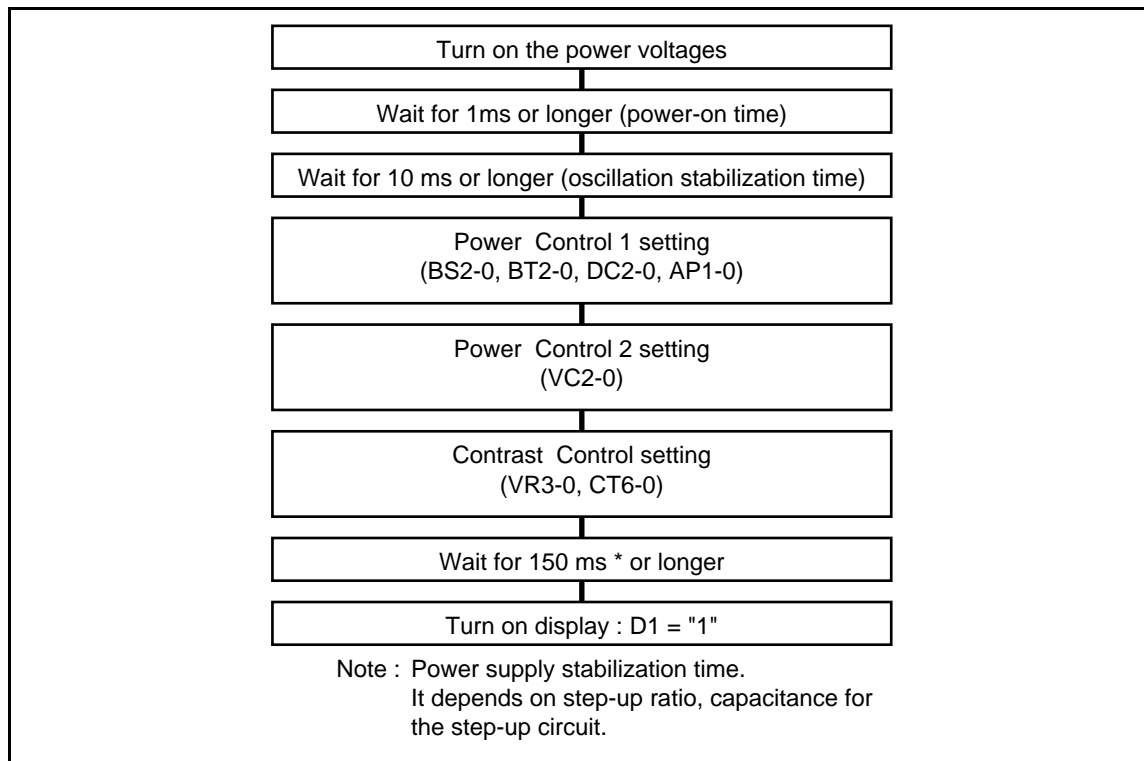 Turn on the power voltages
Wait for 1ms or longer (power-on time)
Wait for 10 ms or longer (oscillation stabilization time)
Power Control 1 setting
(BS2-0, BT2-0, DC2-0, AP1-0)
Power Control 2 setting
(VC2-0)
Contrast Control setting
(VR3-0, CT6-0)
Wait for 150 ms * or longer
Turn on display : D1 = "1"
Note : Power supply stabilization time.
It depends on step-up ratio, capacitance for
the step-up circuit.